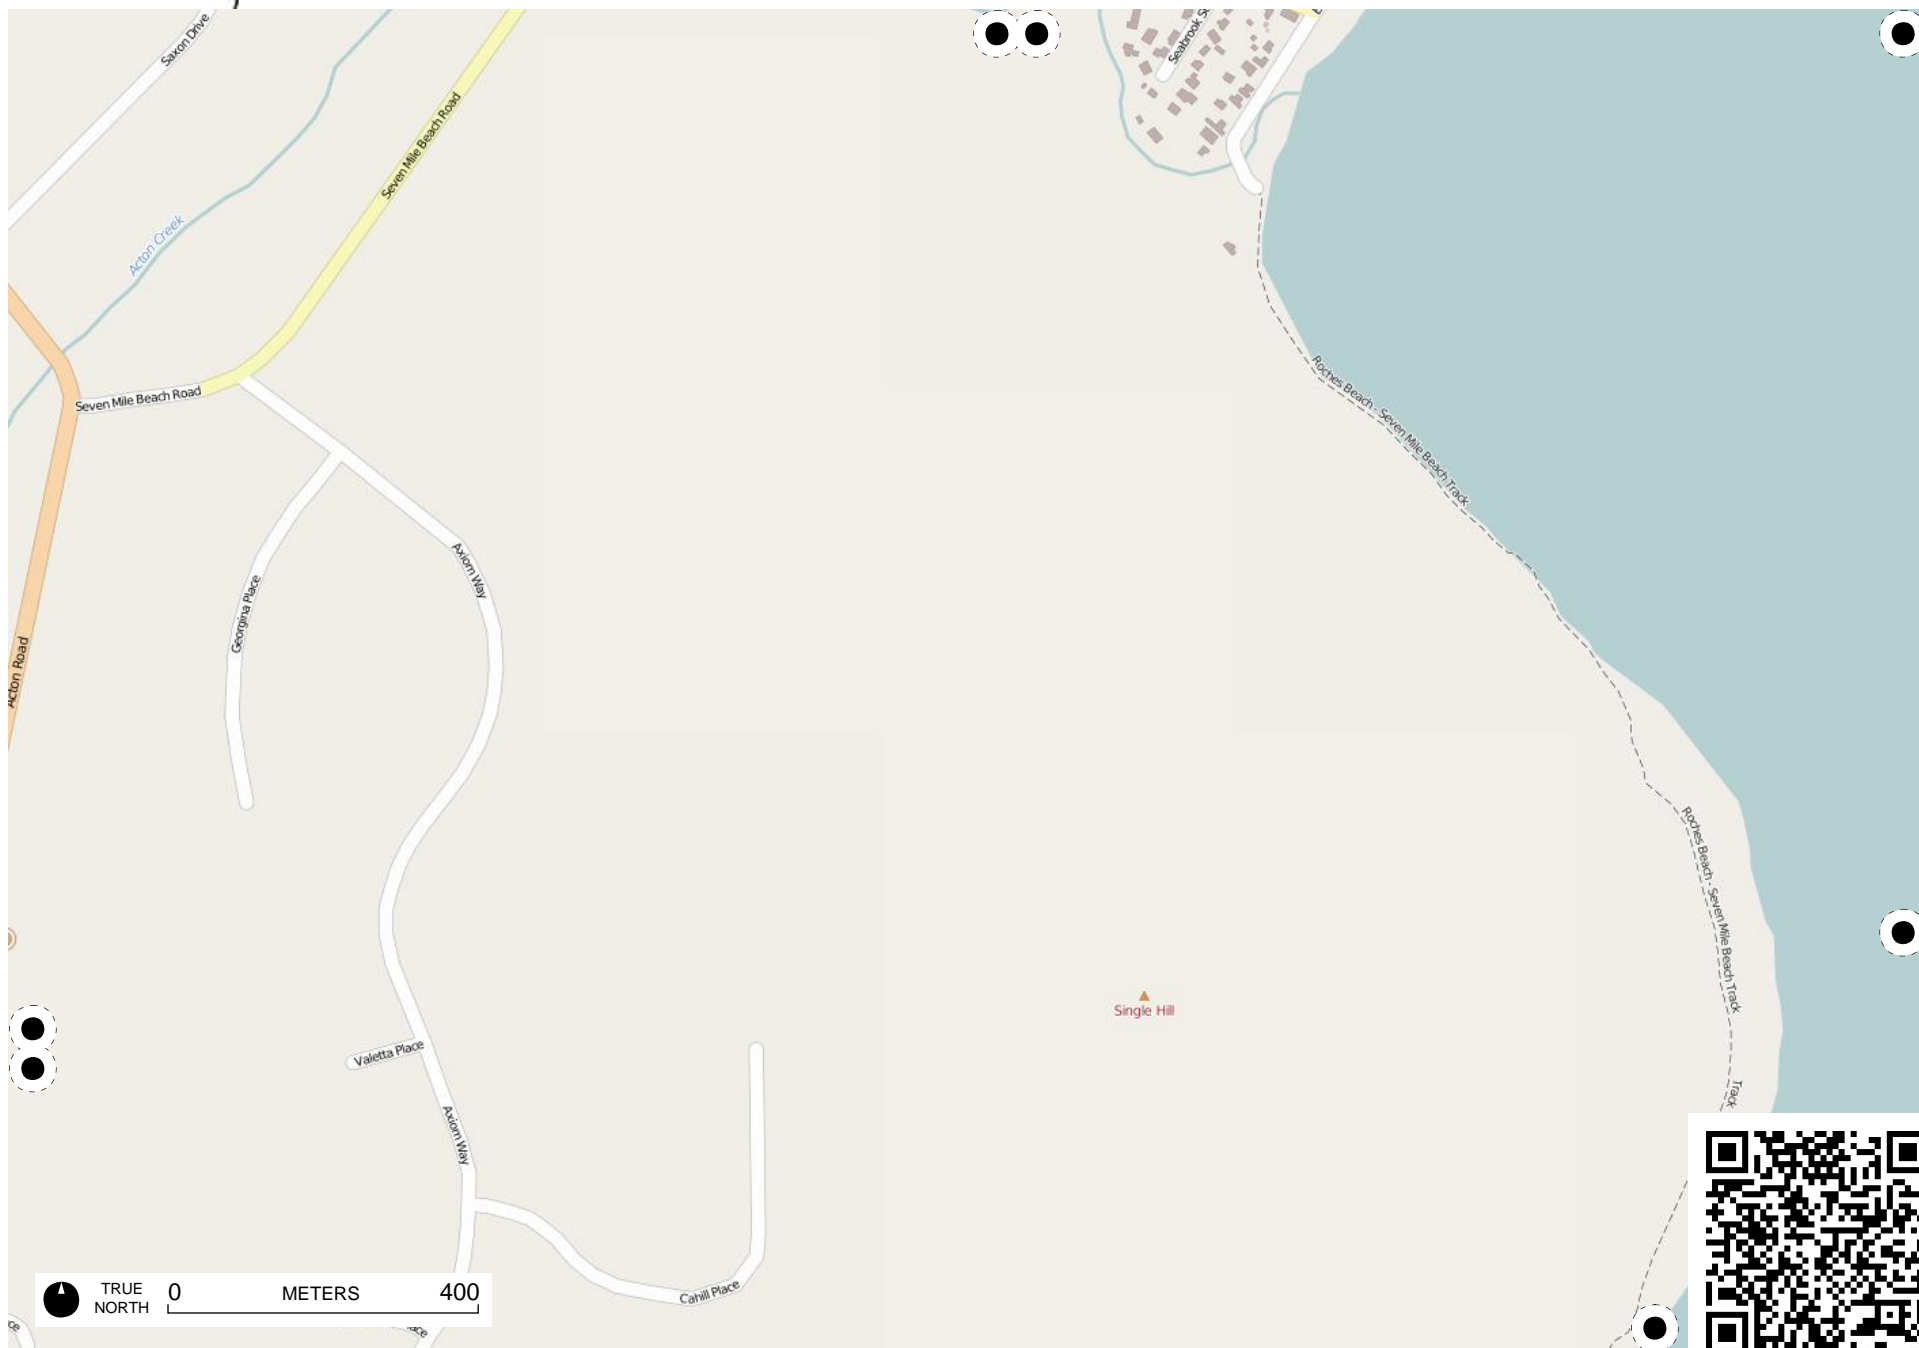 Saxon Drive
Seabrook
Seven Mile Beach Road
Acton Creek
Roches Beach - Seven Mile Beach Track
Seven Mile Beach Road
Axiom Way
Georgina Place
Acton Road
Roches Beach - Seven Mile Beach Track
Single Hill
Valetta Place
Track
Axiom Way
Cahill Place
TRUE
NORTH
0 METERS 400